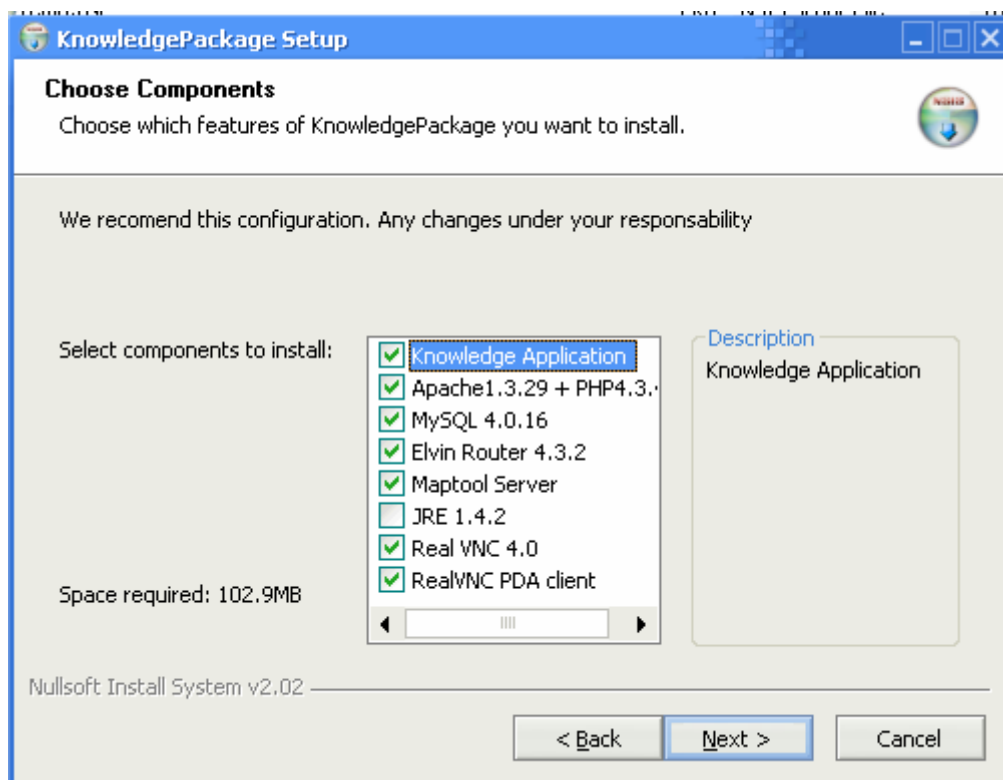 KnowledgePackage Setup
Choose Components
Choose which features of KnowledgePackage you want to install.
We recomend this configuration. Any changes under your responsability
Select components to install:
Knowledge Application
Apache1.3.29 + PHP4.3.
MySQL 4.0.16
Elvin Router 4.3.2
Maptool Server
JRE 1.4.2
Real VNC 4.0
RealVNC PDA client
Description
Knowledge Application
Space required: 102.9MB
Nullsoft Install System v2.02
< Back
Next >
Cancel